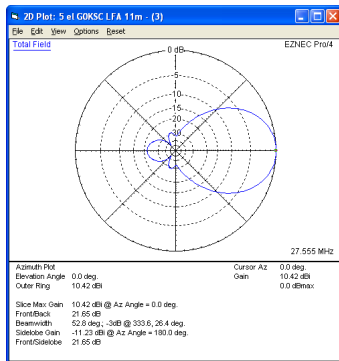 2D Plot: 5 el G0KSC LFA 11m - (3)
File Edit View Options Reset
Total Field
EZNEC Pro/4
0 dB
-5
-10
-15
-20
-30
27.555 MHz
Azimuth Plot
Elevation Angle 0.0 deg.
Outer Ring 10.42 dBi
Cursor Az 0.0 deg.
Gain 10.42 dBi
0.0 dBmax
Slice Max Gain 10.42 dBi @ Az Angle = 0.0 deg.
Front/Back 21.65 dB
Beamwidth 52.8 deg.; -3dB @ 333.6, 26.4 deg.
Sidelobe Gain -11.23 dBi @ Az Angle = 180.0 deg.
Front/Sidelobe 21.65 dB